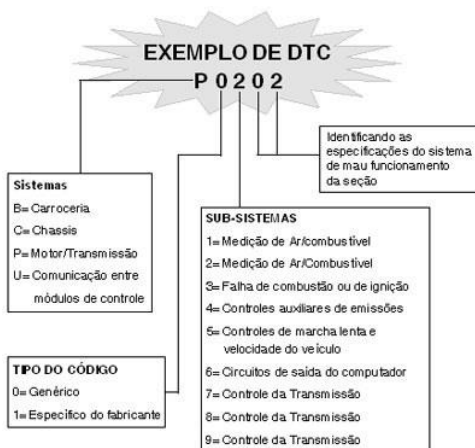 EXEMPLO DE DTC
P 0 2 0 2
Identificando as
especificações do sistema
de mau funcionamento
da seção
Sistemas
B= Carroceria
C= Chassis
P= Motor/Transmissão
U= Comunicação entre
módulos de controle
SUB-SISTEMAS
1= Medição de Ar/combustível
2= Medição de Ar/Combustível
3= Falha de combustão ou de ignição
4= Controles auxiliares de emissões
5= Controles de marcha lenta e
velocidade do veículo
6= Circuitos de saída do computador
7= Controle da Transmissão
8= Controle da Transmissão
9= Controle da Transmissão
TIPO DO CÓDIGO
0= Genérico
1= Específico do fabricante